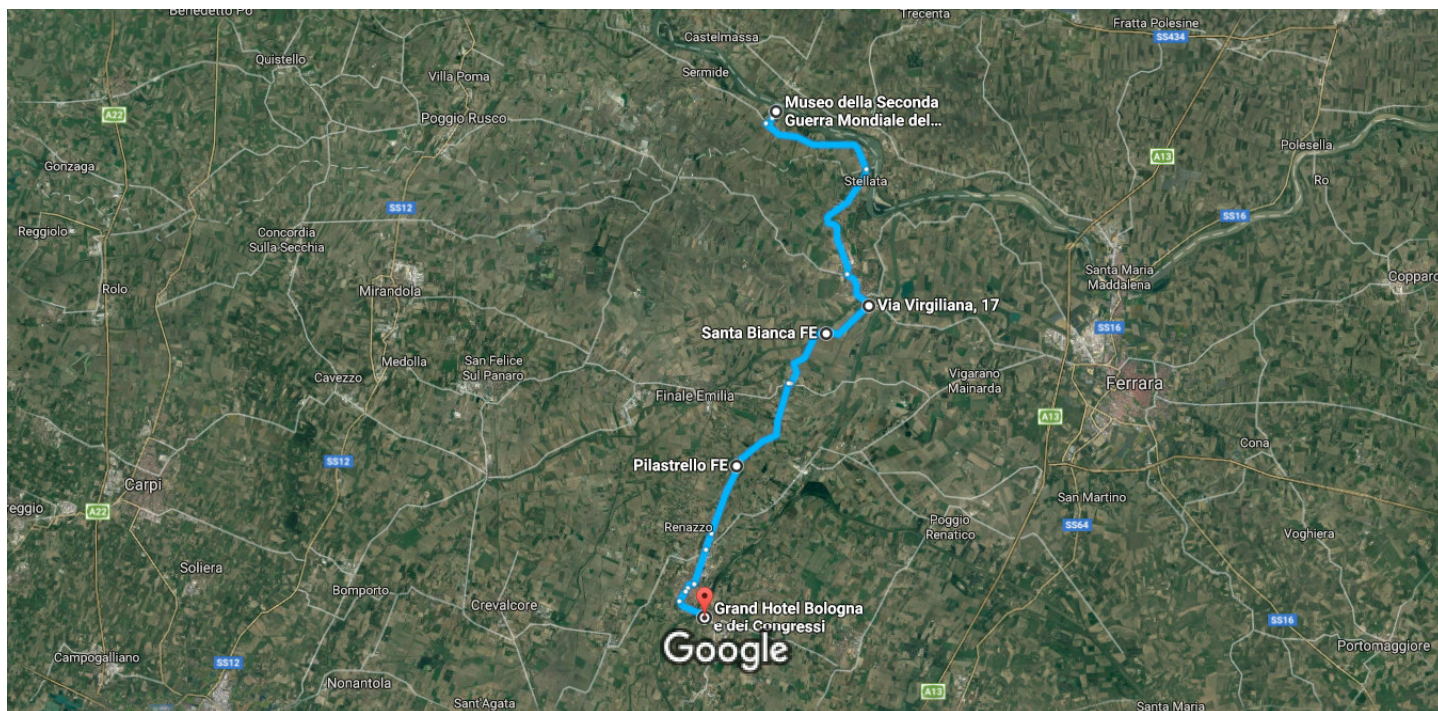 Benedetto Po
Trecenta
Fratta Polesine
SS434
Castelmassa
Quistello
Villa Poma
Sermide
A22
Poggio Rusco
Museo della Seconda
Guerra Mondiale del...
Polesella
A13
Gonzaga
Stellata
Ro
SS12
SS16
Reggiolo
Concordia
Sulla Secchia
Santa Maria
Maddalena
Copparo
Rolo
Mirandola
Via Virgiliana, 17
SS16
Santa Bianca FE
Medolla
San Felice
Sul Panaro
Cavezzo
Vigarano
Mainarda
Ferrara
Finale Emilia
A13
Cona
SS12
Pilastrello FE
Carpi
San Martino
reggio
A22
Renazzo
Poggio
Renatico
SS64
Voghiera
Soliera
Bomporto
Crevalcore
Grand Hotel Bologna
e dei Congressi
SS16
Google
Portomaggiore
Campogalliano
SS12
Nonantola
A13
Sant'Agata
Santa Maria